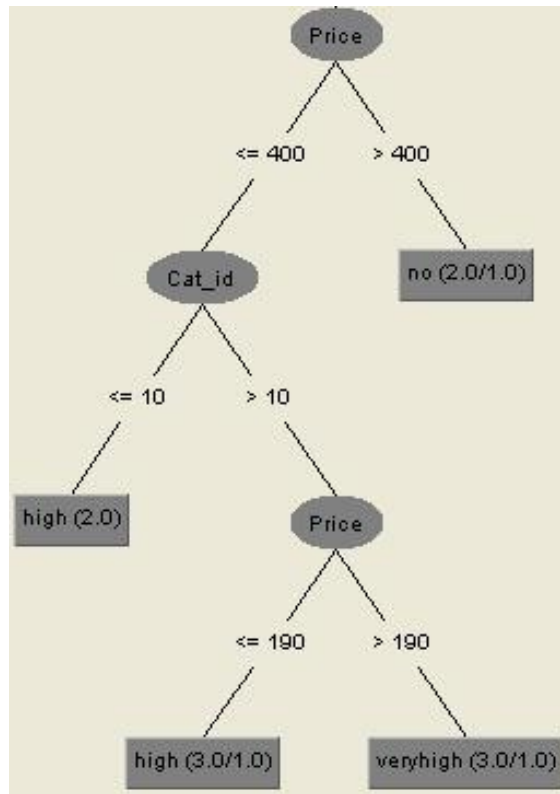 Price
<= 400
> 400
Cat_id
no (2.0/1.0)
<= 10
> 10
high (2.0)
Price
<= 190
> 190
high (3.0/1.0)
veryhigh (3.0/1.0)